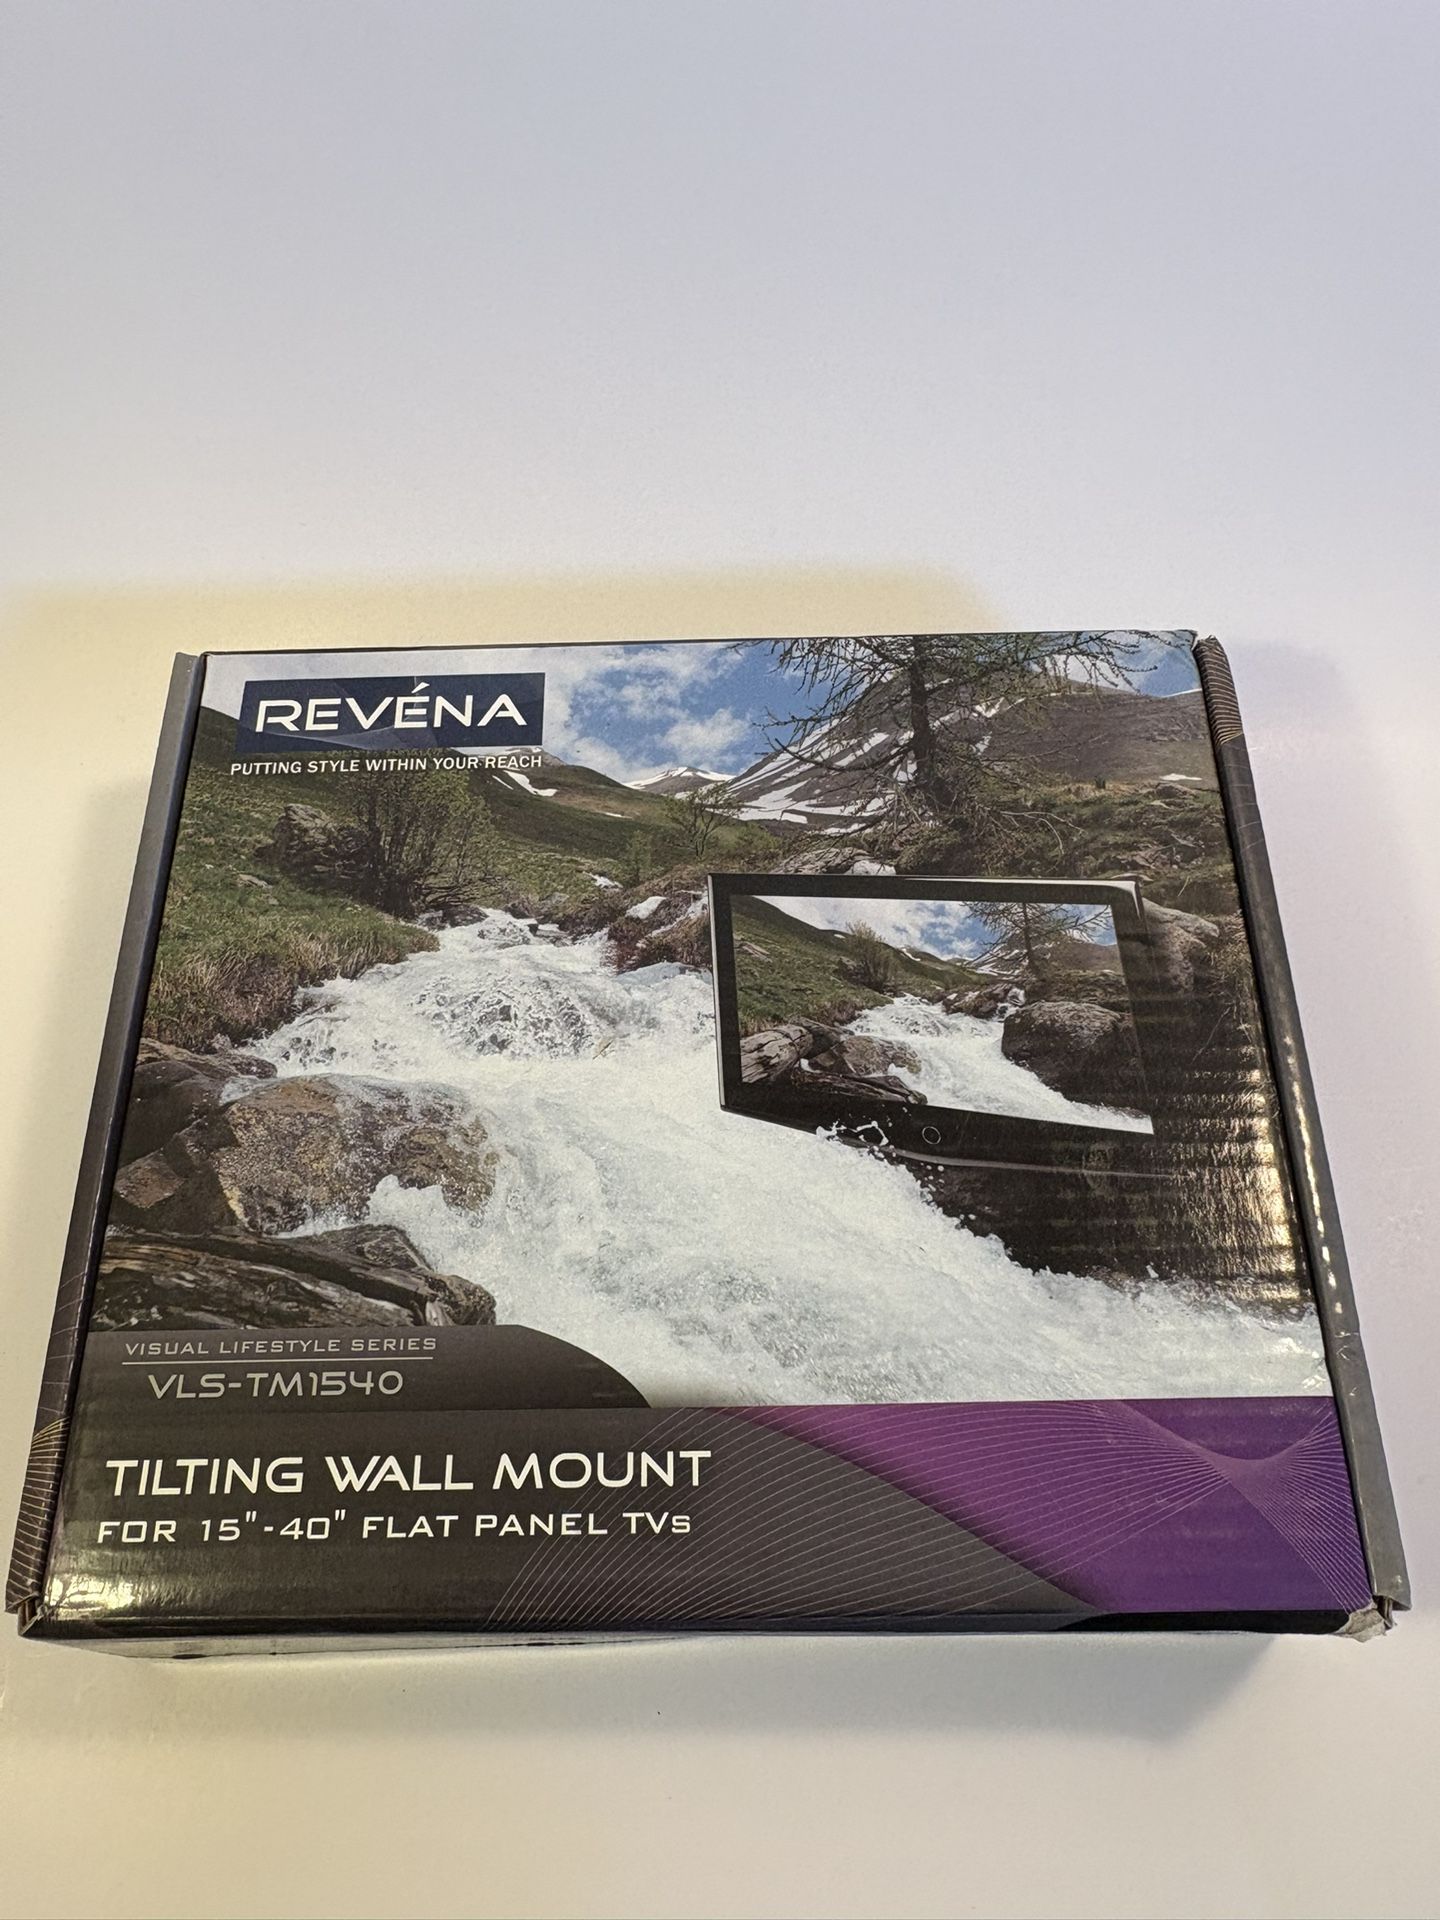 REVÉNA
PUTTING STYLE WITHIN YOUR REACH
VISUAL LIFESTYLE SERIES
VLS-TM1540
TILTING WALL MOUNT
FOR 15"-40" FLAT PANEL TVs